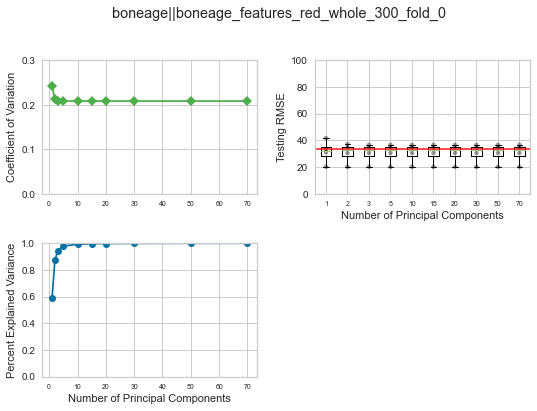 boneage||boneage_features_red_whole_300_fold_0
Coefficient of Variation
0.3
0.2
0.1
0.0
0 10 20 30 40 50 60 70
Testing RMSE
100
80
60
40
20
0
1 2 3 5 10 15 20 30 50 70
Number of Principal Components
Percent Explained Variance
1.0
0.8
0.6
0.4
0.2
0.0
0 10 20 30 40 50 60 70
Number of Principal Components